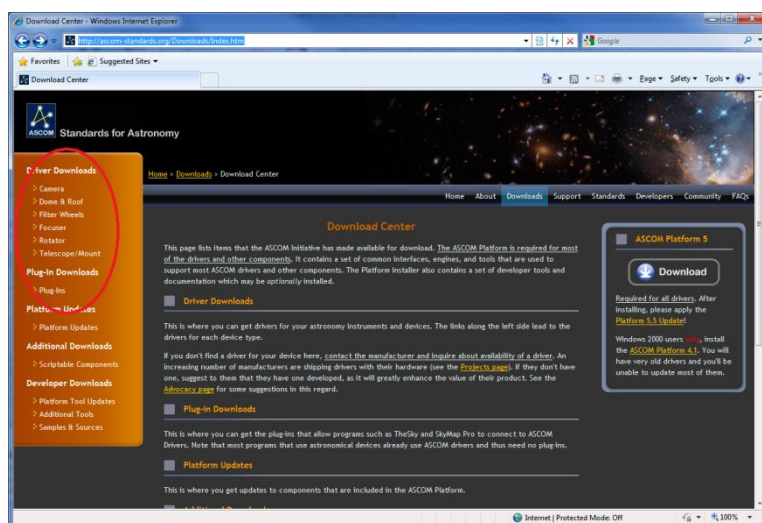 Download Center - Windows Internet Explorer
http://ascom-standards.org/Downloads/Index.htm
Google
Favorites
Suggested Sites
Download Center
Page Safety Tools
ASCOM
Standards for Astronomy
Home > Downloads > Download Center
Home About Downloads Support Standards Developers Community FAQs
Driver Downloads
Camera
Dome & Roof
Filter Wheels
Focuser
Rotator
Telescope/Mount
Plug-In Downloads
Plug-Ins
Platform Updates
Platform Updates
Additional Downloads
Scriptable Components
Developer Downloads
Platform Tool Updates
Additional Tools
Samples & Sources
Download Center
This page lists items that the ASCOM Initiative has made available for download. The ASCOM Platform is required for most
of the drivers and other components. It contains a set of common interfaces, engines, and tools that are used to
support most ASCOM drivers and other components. The Platform installer also contains a set of developer tools and
documentation which may be optionally installed.
Driver Downloads
This is where you can get drivers for your astronomy instruments and devices. The links along the left side lead to the
drivers for each device type.
If you don't find a driver for your device here, contact the manufacturer and inquire about availability of a driver. An
increasing number of manufacturers are shipping drivers with their hardware (see the Projects page). If they don't have
one, suggest to them that they have one developed, as it will greatly enhance the value of their product. See the
Advocacy page for some suggestions in this regard.
Plug-in Downloads
This is where you can get the plug-ins that allow programs such as TheSky and SkyMap Pro to connect to ASCOM
Drivers. Note that most programs that use astronomical devices already use ASCOM drivers and thus need no plug-ins.
Platform Updates
This is where you get updates to components that are included in the ASCOM Platform.
ASCOM Platform 5
Download
Required for all drivers. After
installing, please apply the
Platform 5.5 Update!
Windows 2000 users only, install
the ASCOM Platform 4.1. You will
have very old drivers and you'll be
unable to update most of them.
Internet | Protected Mode: Off
100%